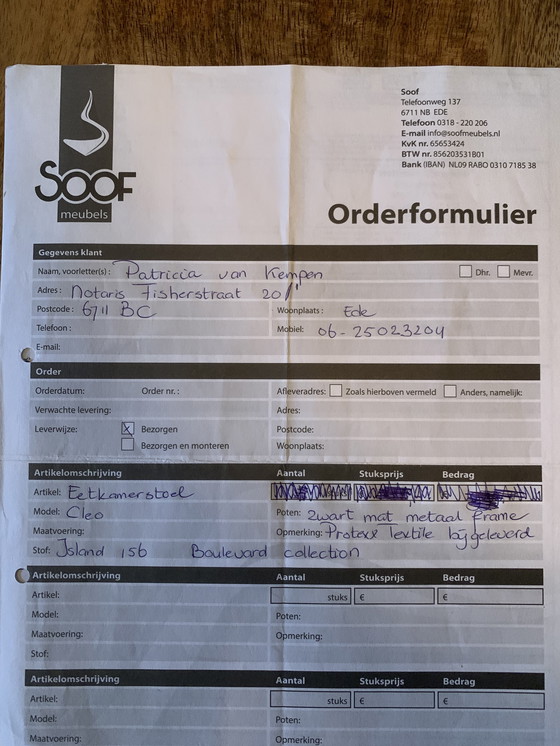 Soof
Telefoonweg 137
6711 NB EDE
Telefoon 0318 - 220 206
E-mail info@soofmeubels.nl
KvK nr. 65653424
BTW nr. 856203531B01
Bank (IBAN) NL09 RABO 0310 7185 38
SOOF
meubels
Orderformulier
Gegevens klant
Naam, voorletter(s): Patricia van Kempen Dhr. Mevr.
Adres: Notaris Fisherstraat 201
Postcode: 6711 BC Woonplaats: Ede
Telefoon: Mobiel: 06-25023204
E-mail:
Order
Orderdatum: Order nr.: Afleveradres: Zoals hierboven vermeld Anders, namelijk:
Verwachte levering: Adres:
Leverwijze: X Bezorgen Postcode:
Bezorgen en monteren Woonplaats:
Artikelomschrijving Aantal Stuksprijs Bedrag
Artikel: Eetkamerstoel
Model: Cleo Poten: Zwart mat metaal frame
Maatvoering: Opmerking: Protexx Textile bijgeleverd
Stof: Island 156 Boulevard collection
Artikelomschrijving Aantal Stuksprijs Bedrag
Artikel: stuks € €
Model: Poten:
Maatvoering: Opmerking:
Stof:
Artikelomschrijving Aantal Stuksprijs Bedrag
Artikel: stuks € €
Model: Poten:
Maatvoering: Opmerking: